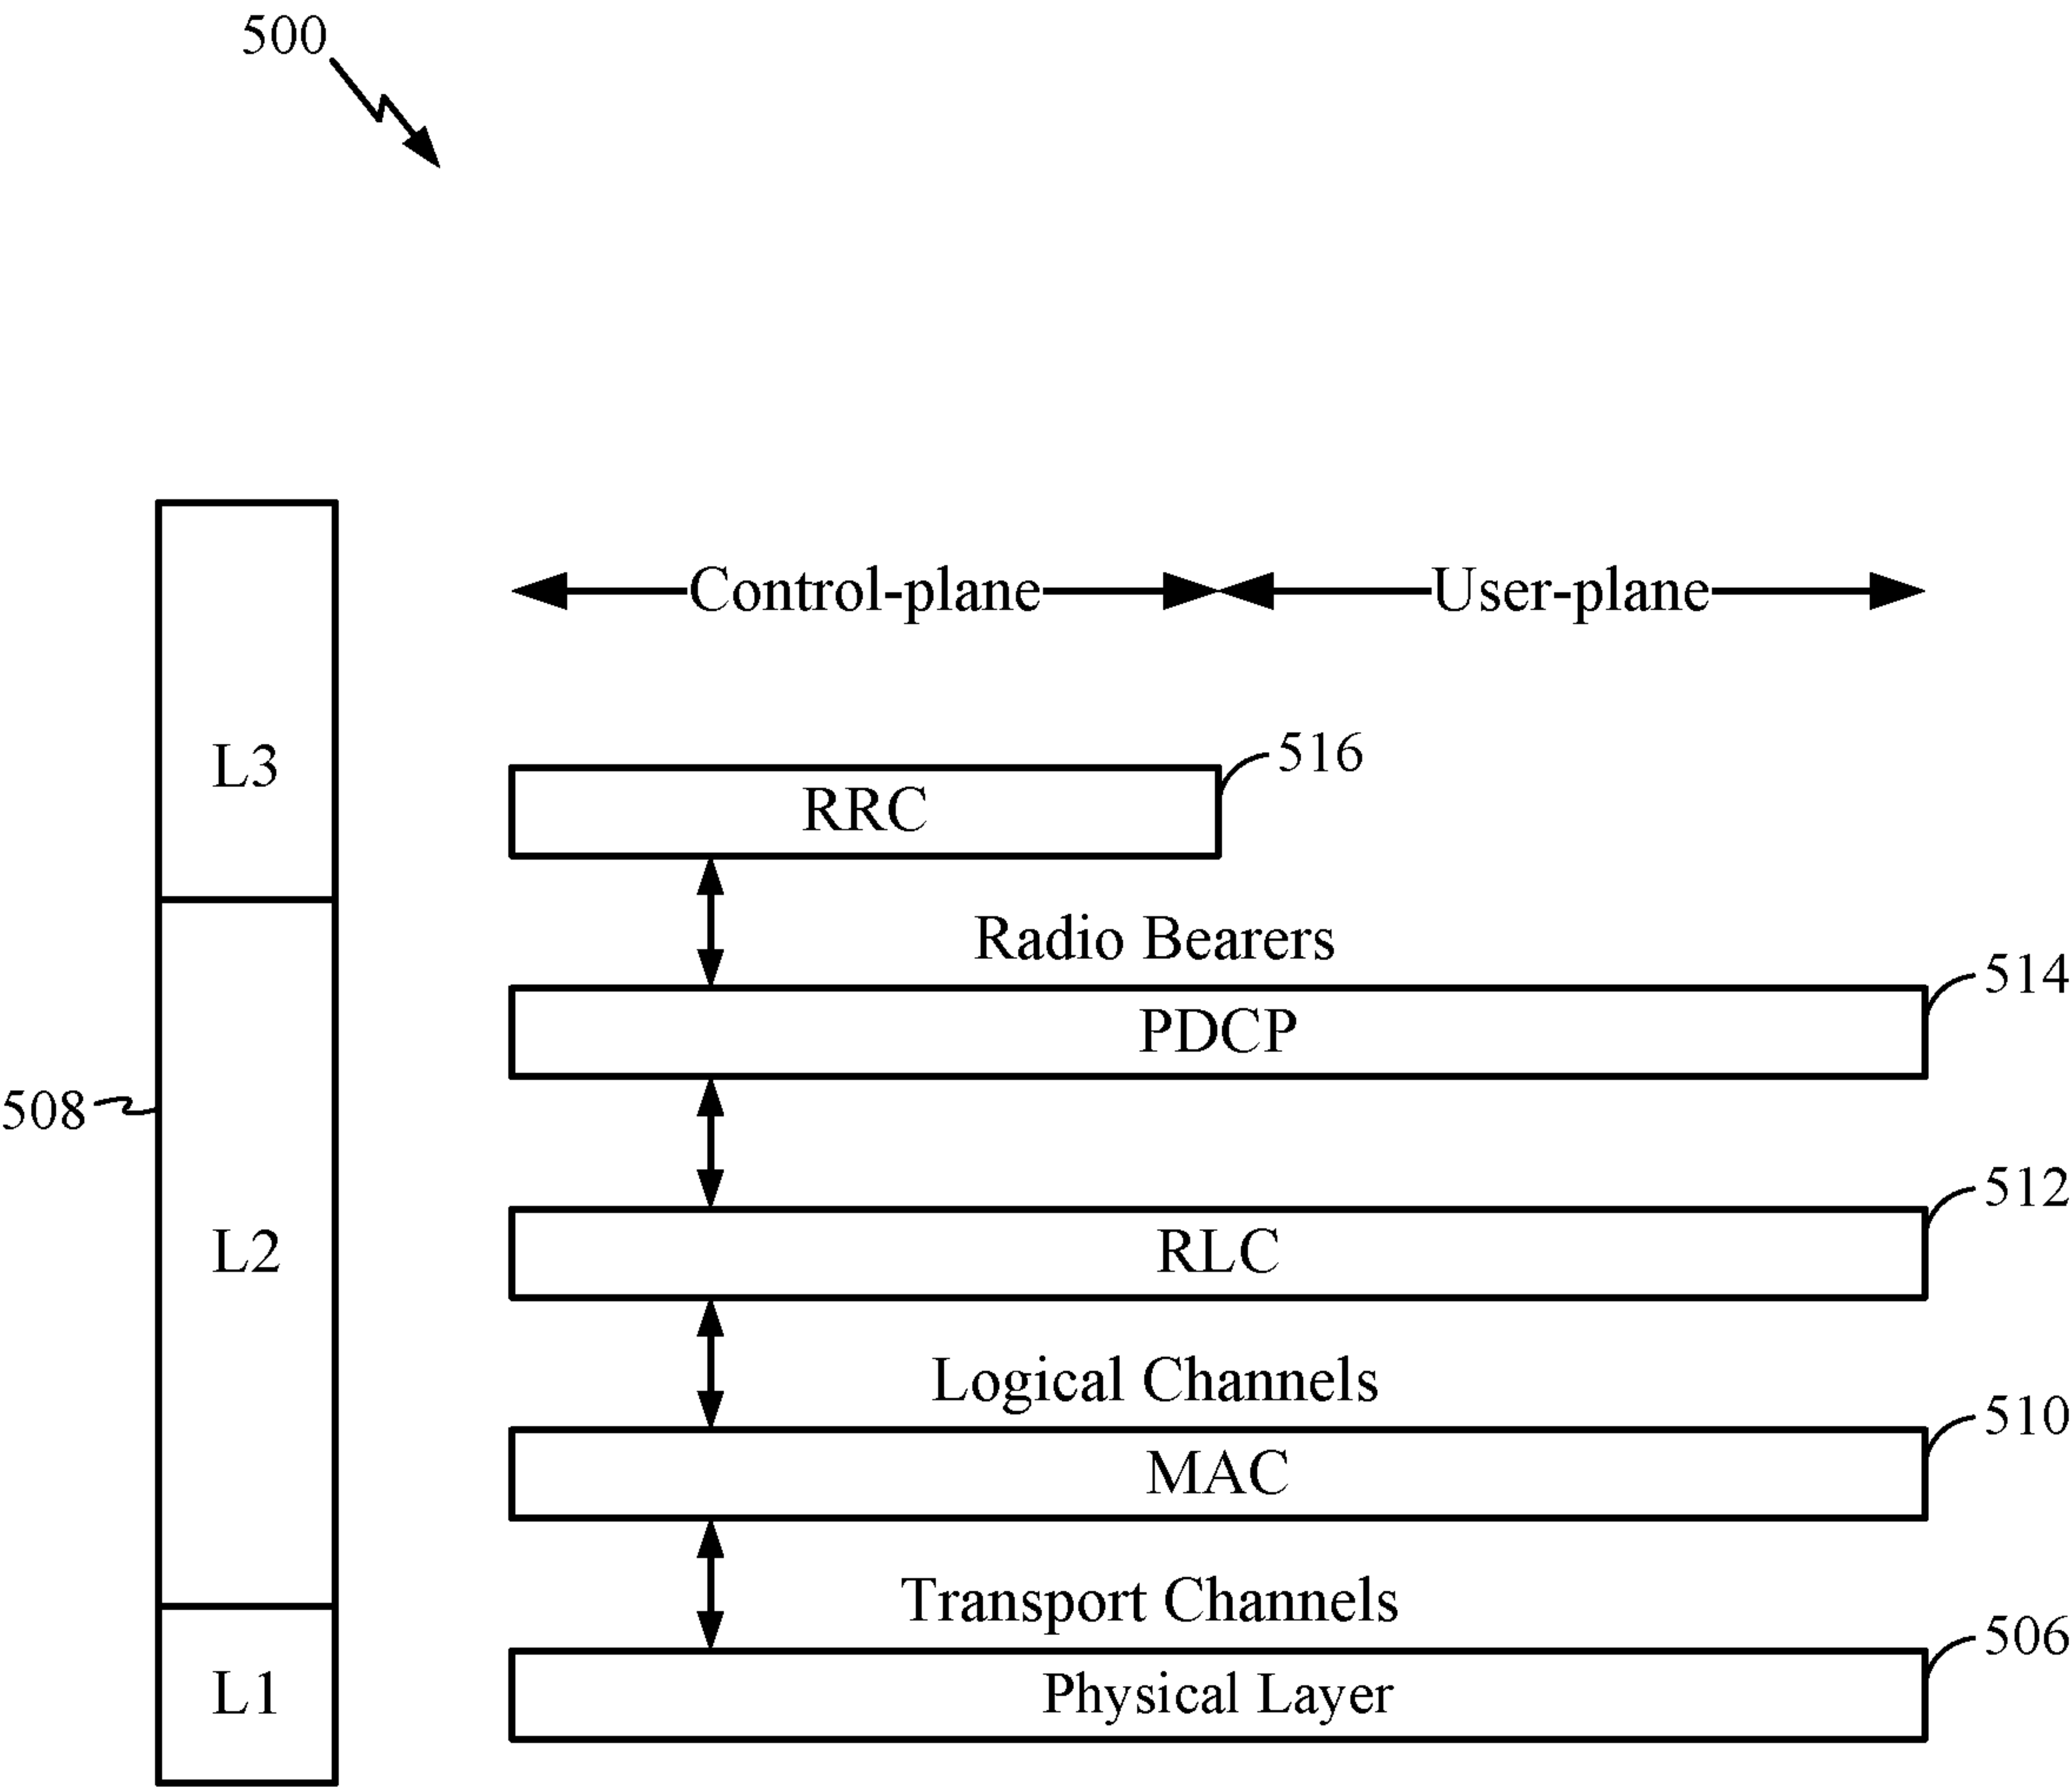 500
Control-plane
User-plane
L3
516
RRC
Radio Bearers
514
PDCP
508
512
L2
RLC
Logical Channels
510
MAC
Transport Channels
506
L1
Physical Layer